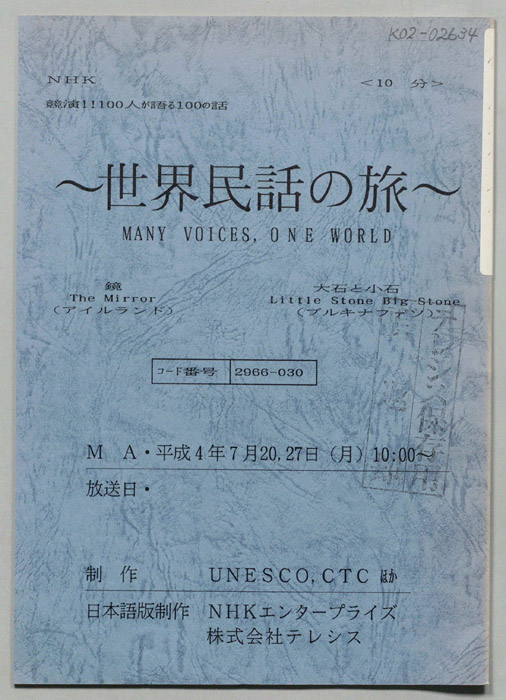 K02-02634
NHK <10 分>
競演!!100人が語る100の話
～世界民話の旅～
MANY VOICES, ONE WORLD
鏡 大石と小石
The Mirror Little Stone Big Stone
(アイルランド) (ブルキナファソ)
コード番号 2966-030
MA・平成4年7月20,27日(月)10:00～
放送日・
制作 UNESCO,CTC ほか
日本語版制作 NHKエンタープライズ
株式会社テレシス